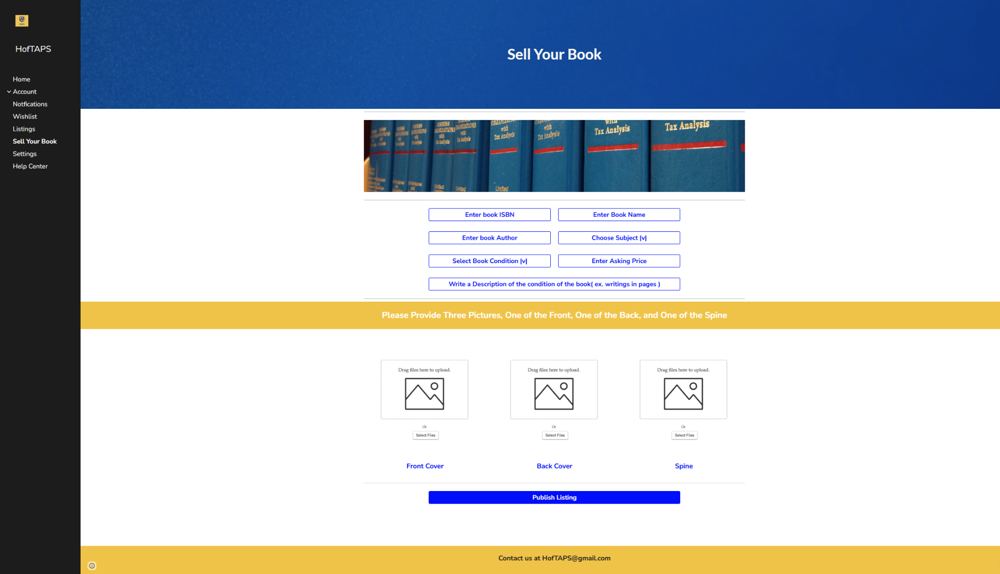 HofTAPS
Home
Account
Notfications
Wishlist
Listings
Sell Your Book
Settings
Help Center
Sell Your Book
ORGANIZATIONS
with
Tax Analysis
with
Tax Analysis
with
Tax Analysis
Tax Analysis
Limited
Limited
Limited
Enter book ISBN
Enter Book Name
Enter book Author
Choose Subject |v|
Select Book Condition |v|
Enter Asking Price
Write a Description of the condition of the book( ex. writings in pages )
Please Provide Three Pictures, One of the Front, One of the Back, and One of the Spine
Drag files here to upload.
Or
Select Files
Front Cover
Drag files here to upload.
Or
Select Files
Back Cover
Drag files here to upload.
Or
Select Files
Spine
Publish Listing
Contact us at HofTAPS@gmail.com